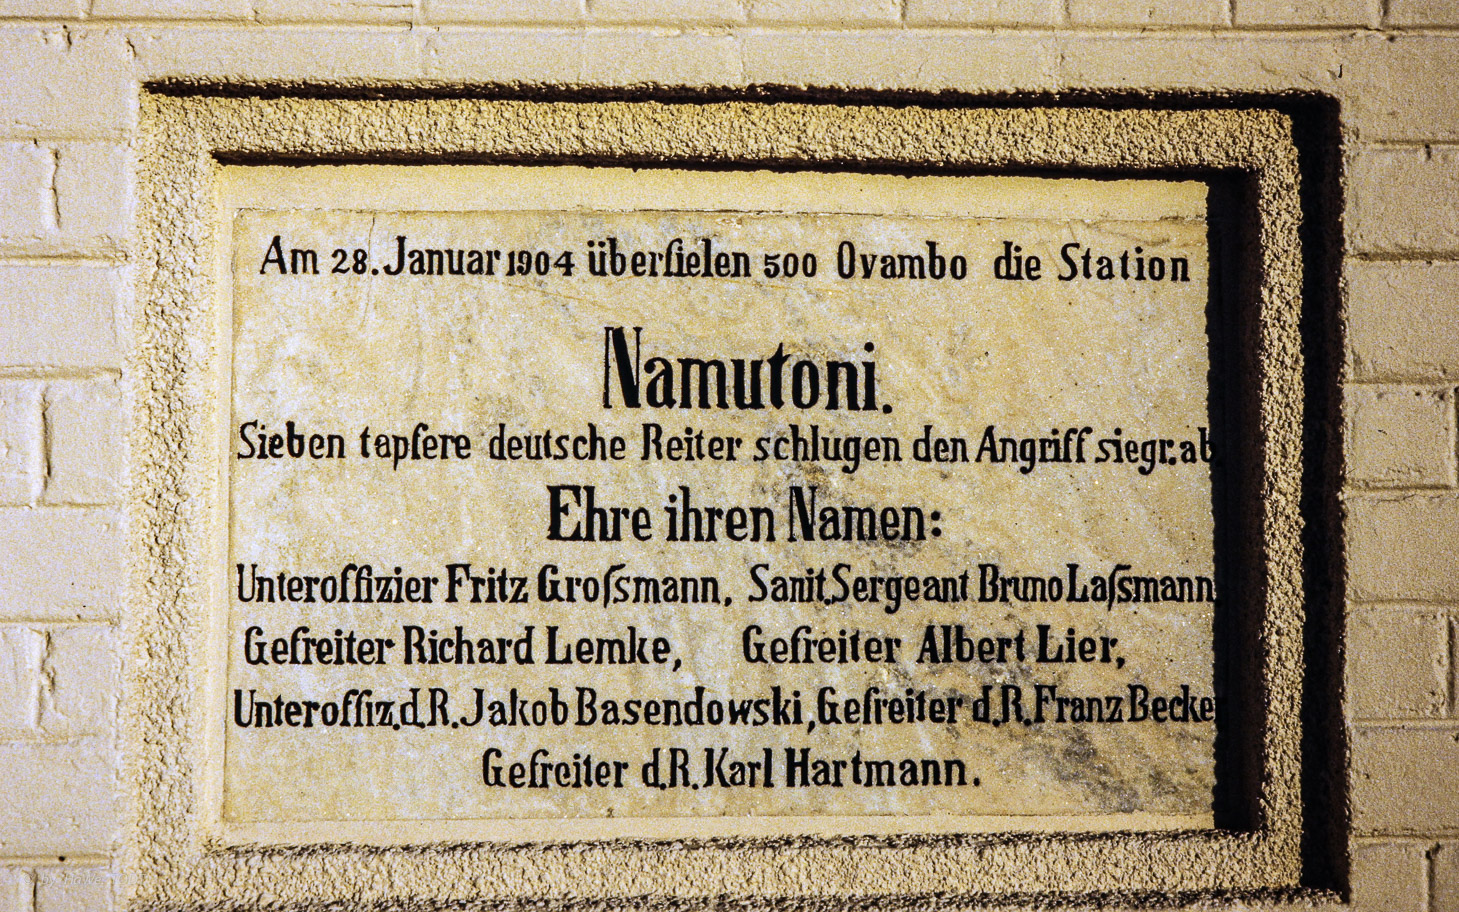 Am 28. Januar 1904 überfielen 500 Ovambo die Station
Namutoni.
Sieben tapfere deutsche Reiter schlugen den Angriff siegr. ab
Ehre ihren Namen:
Unteroffizier Fritz Groſsmann, Sanit. Sergeant Bruno Laſsmann,
Gefreiter Richard Lemke, Gefreiter Albert Lier,
Unteroffiz. d. R. Jakob Basendowski, Gefreiter d. R. Franz Becker
Gefreiter d. R. Karl Hartmann.